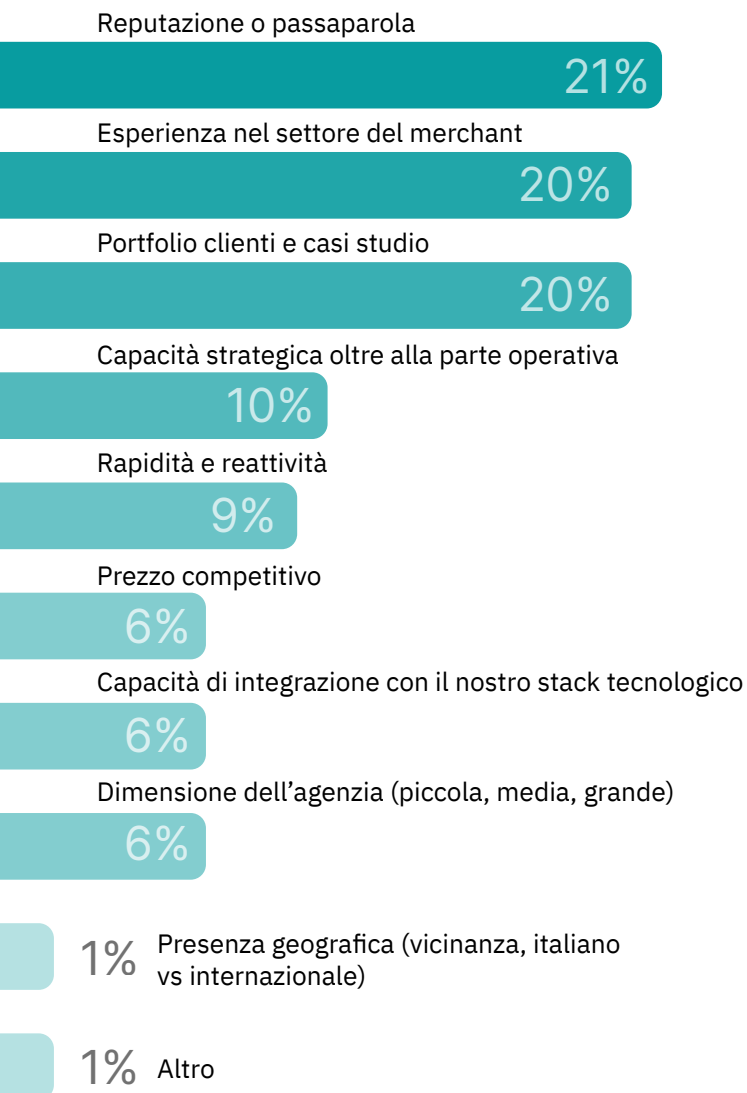 Reputazione o passaparola
21%
Esperienza nel settore del merchant
20%
Portfolio clienti e casi studio
20%
Capacità strategica oltre alla parte operativa
10%
Rapidità e reattività
9%
Prezzo competitivo
6%
Capacità di integrazione con il nostro stack tecnologico
6%
Dimensione dell’agenzia (piccola, media, grande)
6%
1% Presenza geografica (vicinanza, italiano
vs internazionale)
1% Altro